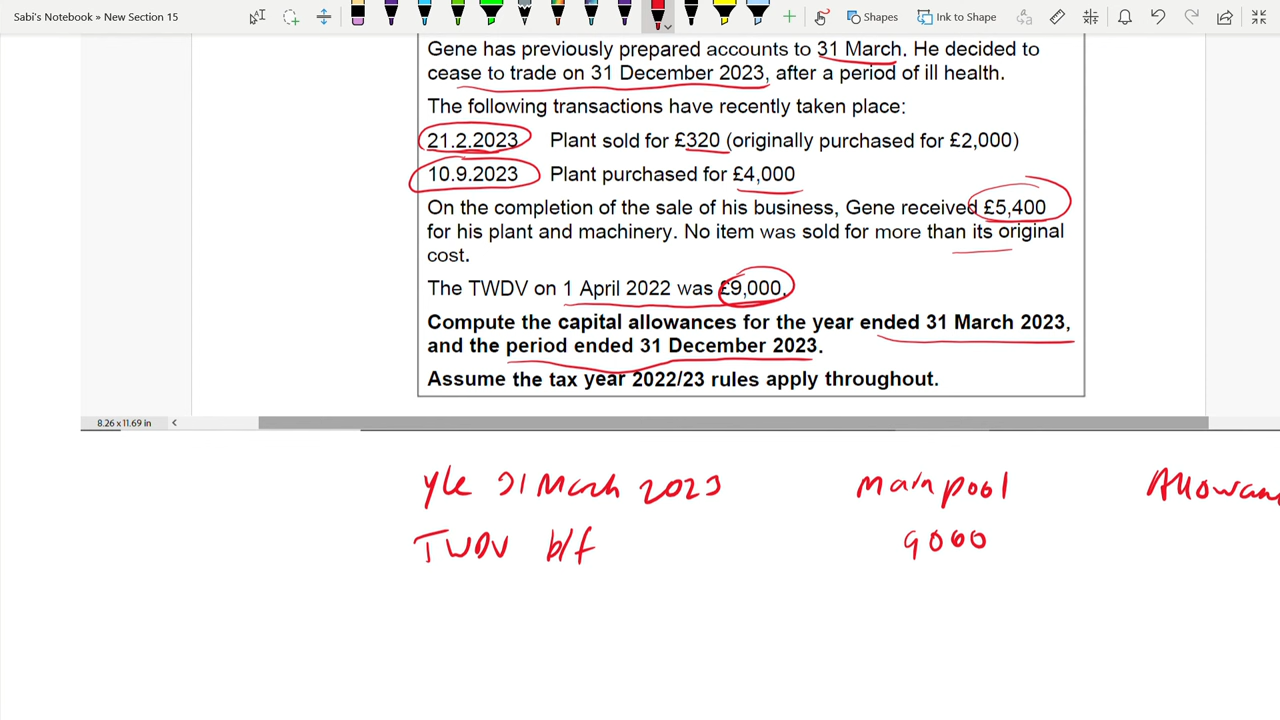 Sabi's Notebook » New Section 15
Shapes
Ink to Shape
Gene has previously prepared accounts to 31 March. He decided to
cease to trade on 31 December 2023, after a period of ill health.
The following transactions have recently taken place:
21.2.2023 Plant sold for £320 (originally purchased for £2,000)
10.9.2023 Plant purchased for £4,000
On the completion of the sale of his business, Gene received £5,400
for his plant and machinery. No item was sold for more than its original
cost.
The TWDV on 1 April 2022 was £9,000.
Compute the capital allowances for the year ended 31 March 2023,
and the period ended 31 December 2023.
Assume the tax year 2022/23 rules apply throughout.
8.26 x 11.69 in
y/e 31 March 2023 main pool Allowan
TWDV b/f 9000